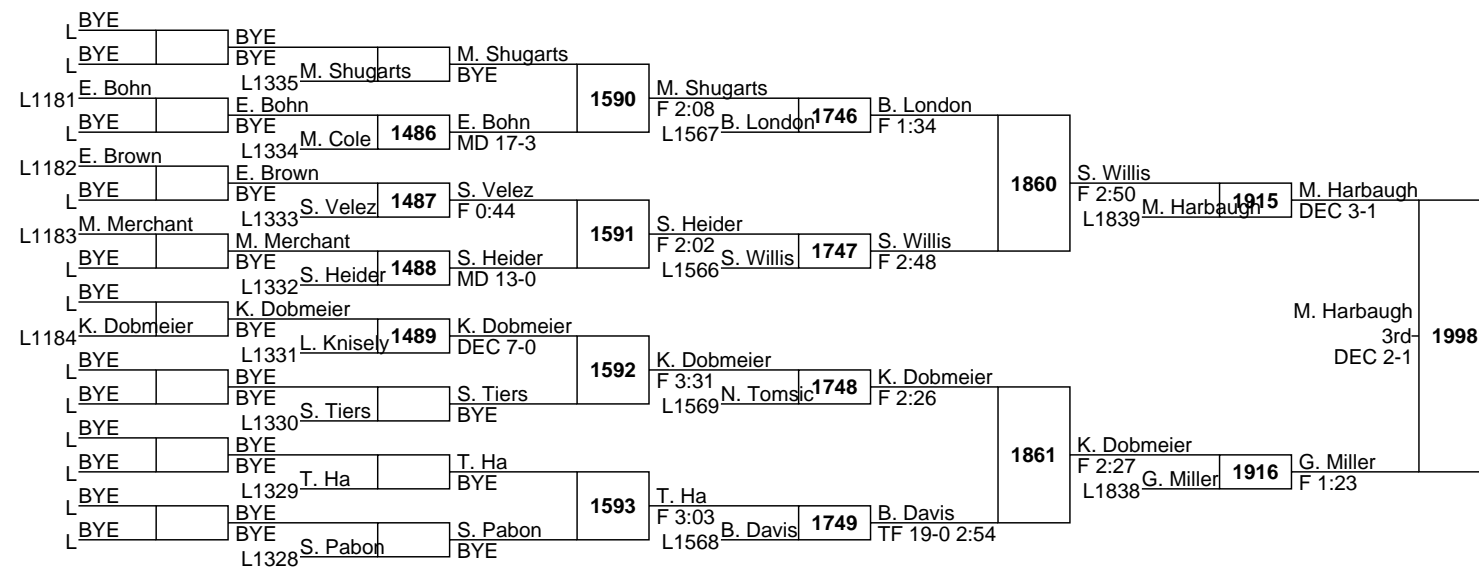 BYE
L
BYE
L
BYE
BYE
L1335 M. Shugarts
M. Shugarts
BYE
L1181 E. Bohn
BYE
L
E. Bohn
BYE
L1334 M. Cole
1486
E. Bohn
MD 17-3
1590
M. Shugarts
F 2:08
L1567 B. London
1746
B. London
F 1:34
L1182 E. Brown
BYE
L
E. Brown
BYE
L1333 S. Velez
1487
S. Velez
F 0:44
L1183 M. Merchant
BYE
L
M. Merchant
BYE
L1332 S. Heider
1488
S. Heider
MD 13-0
1591
S. Heider
F 2:02
L1566 S. Willis
1747
S. Willis
F 2:48
1860
S. Willis
F 2:50
L1839 M. Harbaugh
1915
M. Harbaugh
DEC 3-1
BYE
L
L1184 K. Dobmeier
K. Dobmeier
BYE
L1331 L. Knisely
1489
K. Dobmeier
DEC 7-0
BYE
L
BYE
L
BYE
BYE
L1330 S. Tiers
S. Tiers
BYE
1592
K. Dobmeier
F 3:31
L1569 N. Tomsic
1748
K. Dobmeier
F 2:26
BYE
L
BYE
L
BYE
BYE
L1329 T. Ha
T. Ha
BYE
BYE
L
BYE
L
BYE
BYE
L1328 S. Pabon
S. Pabon
BYE
1593
T. Ha
F 3:03
L1568 B. Davis
1749
B. Davis
TF 19-0 2:54
1861
K. Dobmeier
F 2:27
L1838 G. Miller
1916
G. Miller
F 1:23
M. Harbaugh
3rd
DEC 2-1
1998